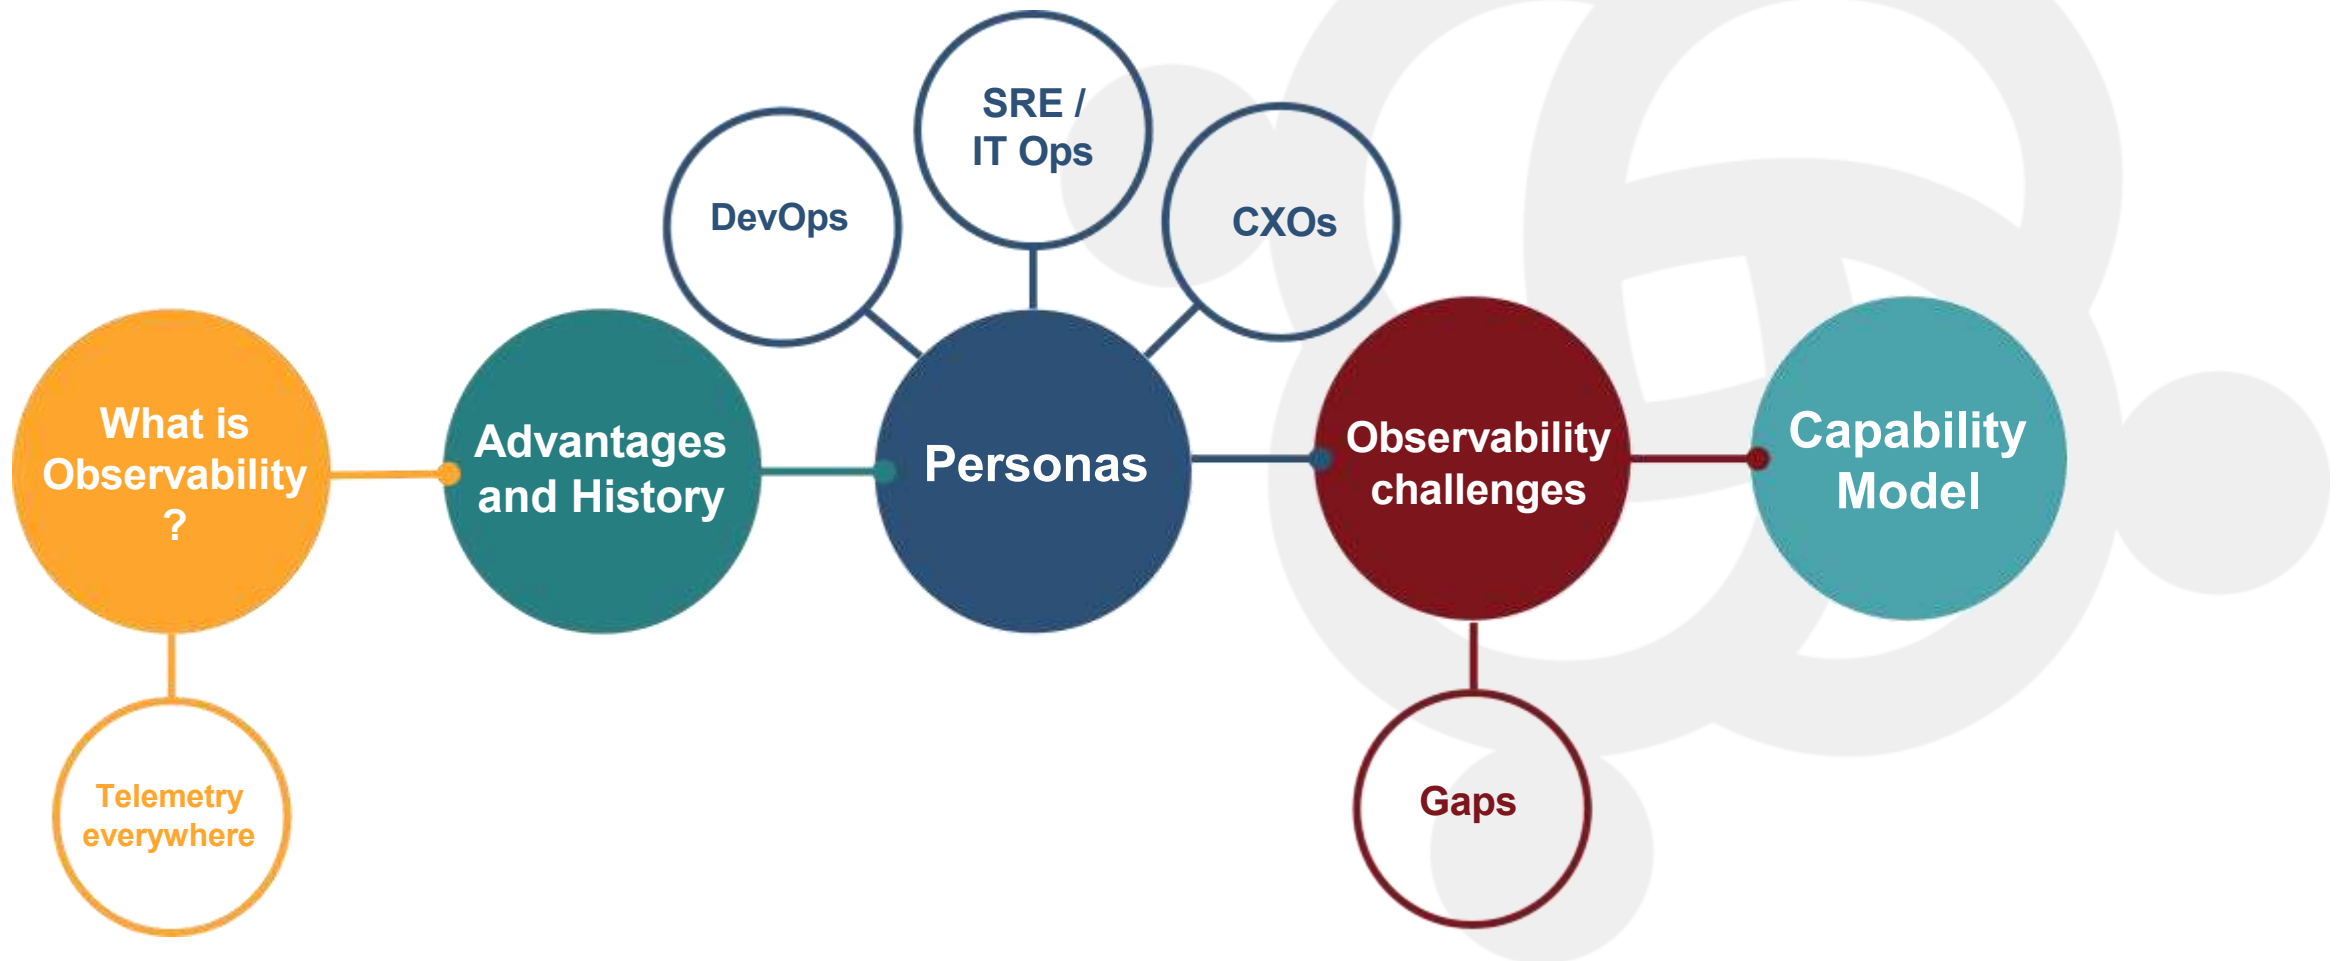 SRE /
IT Ops
DevOps
CXOs
What is
Observability
?
Advantages
and History
Personas
Observability
challenges
Capability
Model
Telemetry
everywhere
Gaps